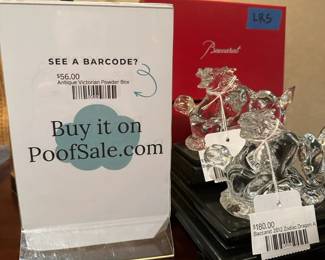 SEE A BARCODE?
$56.00
Antique Victorian Powder Box
Buy it on
PoofSale.com
Baccarat
LRS
$180.00
Baccarat 2012 Zodiac Dragon